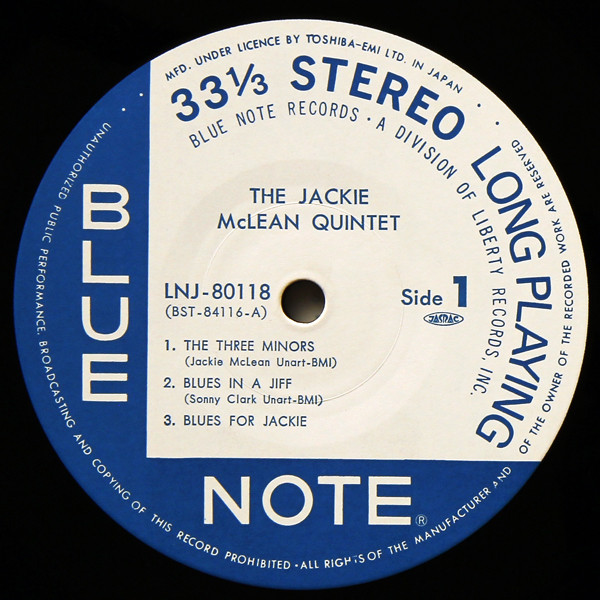 MFD. UNDER LICENCE BY TOSHIBA-EMI LTD. IN JAPAN
33⅓ STEREO LONG PLAYING
BLUE NOTE RECORDS · A DIVISION OF LIBERTY RECORDS, INC.
THE JACKIE
McLEAN QUINTET
LNJ-80118
(BST-84116-A)
Side 1
JASRAC
1. THE THREE MINORS
(Jackie McLean Unart-BMI)
2. BLUES IN A JIFF
(Sonny Clark Unart-BMI)
3. BLUES FOR JACKIE
BLUE
NOTE®
UNAUTHORIZED PUBLIC PERFORMANCE, BROADCASTING AND COPYING OF THIS RECORD PROHIBITED · ALL RIGHTS OF THE MANUFACTURER AND OF THE OWNER OF THE RECORDED WORK ARE RESERVED